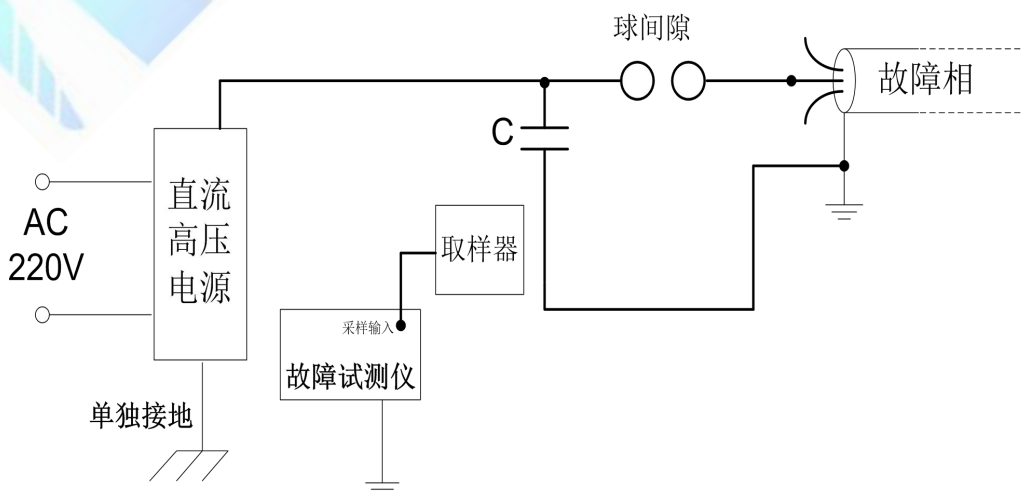 球间隙
故障相
C
直流
高压
电源
AC
220V
取样器
采样输入
故障试测仪
单独接地